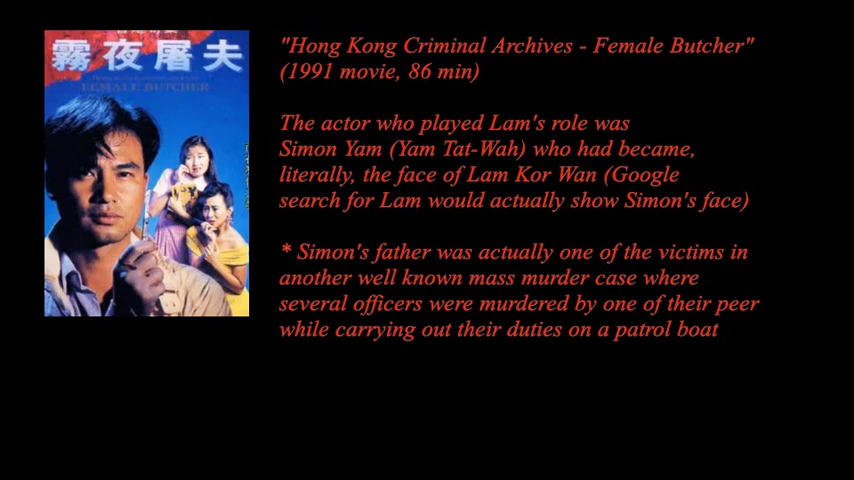 霧夜屠夫
FEMALE BUTCHER
"Hong Kong Criminal Archives - Female Butcher"
(1991 movie, 86 min)
The actor who played Lam's role was
Simon Yam (Yam Tat-Wah) who had became,
literally, the face of Lam Kor Wan (Google
search for Lam would actually show Simon's face)
* Simon's father was actually one of the victims in
another well known mass murder case where
several officers were murdered by one of their peer
while carrying out their duties on a patrol boat